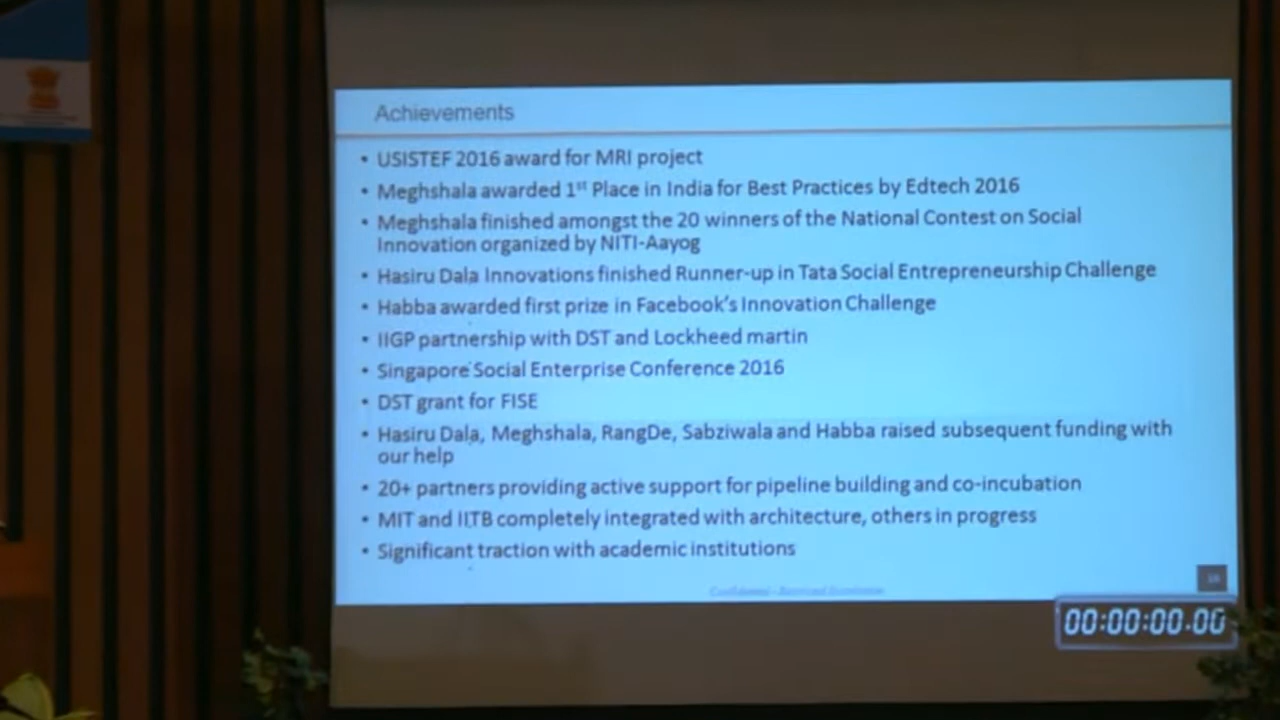 Achievements
• USISTEF 2016 award for MRI project
• Meghshala awarded 1st Place in India for Best Practices by Edtech 2016
• Meghshala finished amongst the 20 winners of the National Contest on Social
Innovation organized by NITI-Aayog
• Hasiru Dala Innovations finished Runner-up in Tata Social Entrepreneurship Challenge
• Habba awarded first prize in Facebook's Innovation Challenge
• IIGP partnership with DST and Lockheed martin
• Singapore Social Enterprise Conference 2016
• DST grant for FISE
• Hasiru Dala, Meghshala, RangDe, Sabziwala and Habba raised subsequent funding with
our help
• 20+ partners providing active support for pipeline building and co-incubation
• MIT and IITB completely integrated with architecture, others in progress
• Significant traction with academic institutions
00:00:00.00